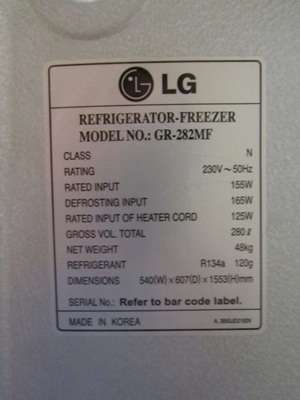 LG
REFRIGERATOR-FREEZER
MODEL NO.: GR-282MF
CLASS N
RATING 230V~50Hz
RATED INPUT 155W
DEFROSTING INPUT 165W
RATED INPUT OF HEATER CORD 125W
GROSS VOL. TOTAL 280ℓ
NET WEIGHT 48kg
REFRIGERANT R134a 120g
DIMENSIONS 540(W) x 607(D) x 1553(H)mm
SERIAL No.: Refer to bar code label.
MADE IN KOREA